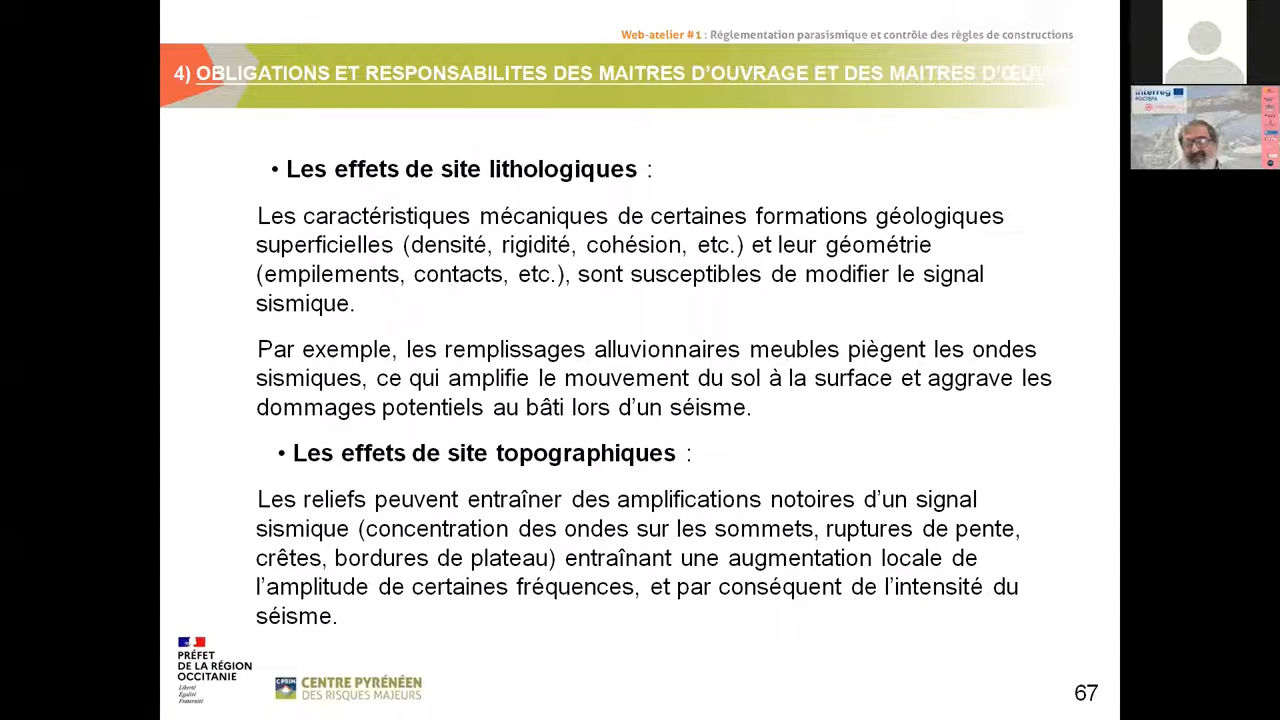 Web-atelier #1 : Réglementation parasismique et contrôle des règles de constructions
4) OBLIGATIONS ET RESPONSABILITES DES MAITRES D'OUVRAGE ET DES MAITRES
• Les effets de site lithologiques :
Les caractéristiques mécaniques de certaines formations géologiques
superficielles (densité, rigidité, cohésion, etc.) et leur géométrie
(empilements, contacts, etc.), sont susceptibles de modifier le signal
sismique.
Par exemple, les remplissages alluvionnaires meubles piègent les ondes
sismiques, ce qui amplifie le mouvement du sol à la surface et aggrave les
dommages potentiels au bâti lors d'un séisme.
• Les effets de site topographiques :
Les reliefs peuvent entraîner des amplifications notoires d'un signal
sismique (concentration des ondes sur les sommets, ruptures de pente,
crêtes, bordures de plateau) entraînant une augmentation locale de
l'amplitude de certaines fréquences, et par conséquent de l'intensité du
séisme.
PRÉFET
DE LA RÉGION
OCCITANIE
Liberté
Égalité
Fraternité
CPRIM
CENTRE PYRÉNÉEN
DES RISQUES MAJEURS
67
interreg
POCTEFA